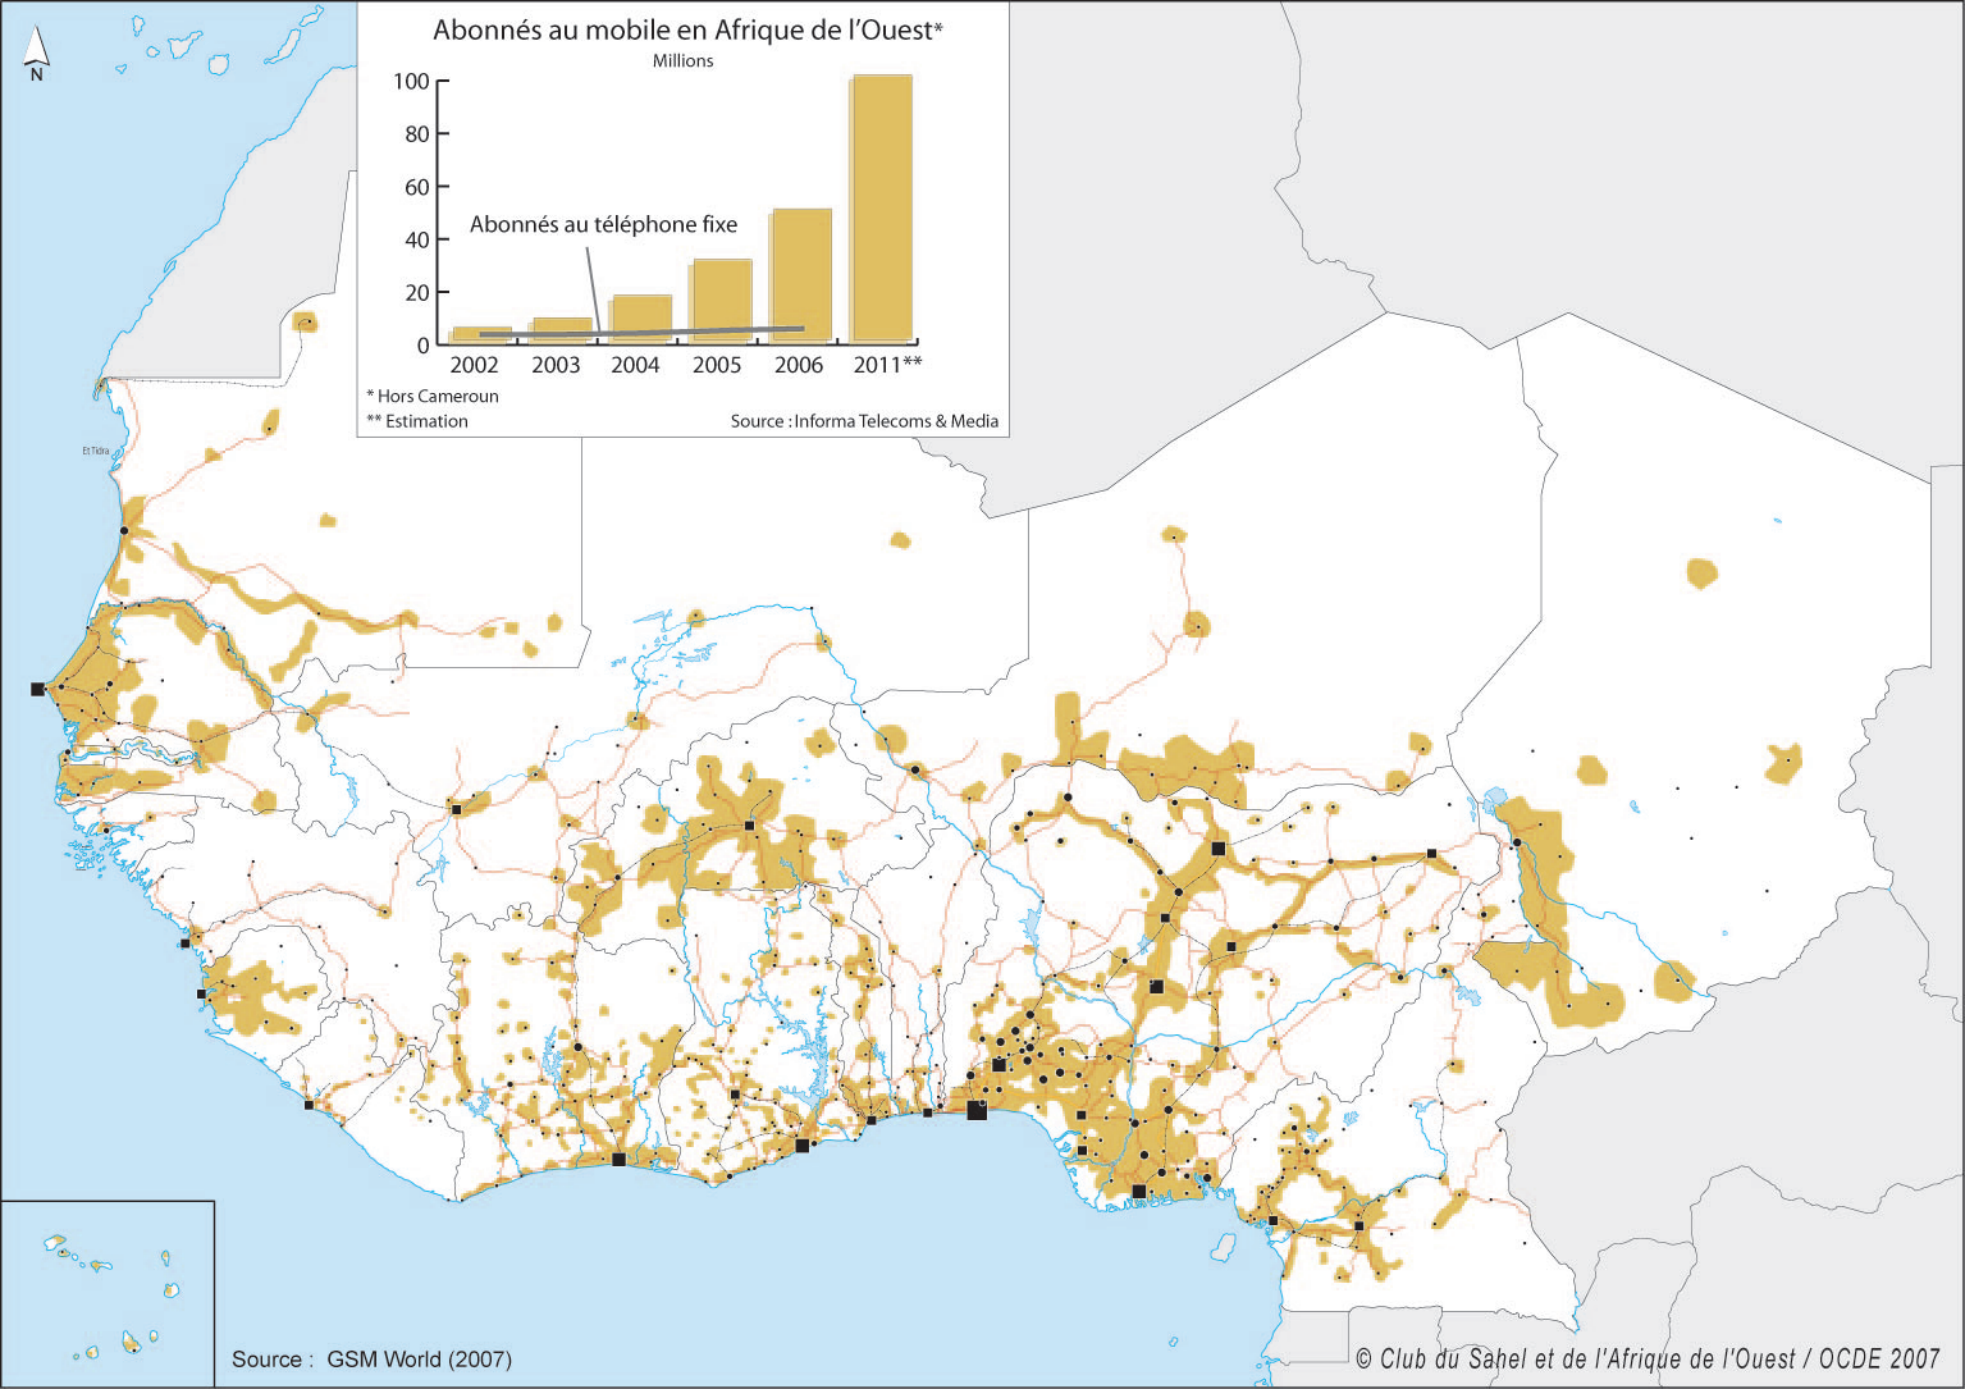 Abonnés au mobile en Afrique de l'Ouest*
Millions
100
80
60
40
20
0
Abonnés au téléphone fixe
2002 2003 2004 2005 2006 2011**
* Hors Cameroun
** Estimation
Source : Informa Telecoms & Media
N
Et Tidra
Source : GSM World (2007)
© Club du Sahel et de l'Afrique de l'Ouest / OCDE 2007